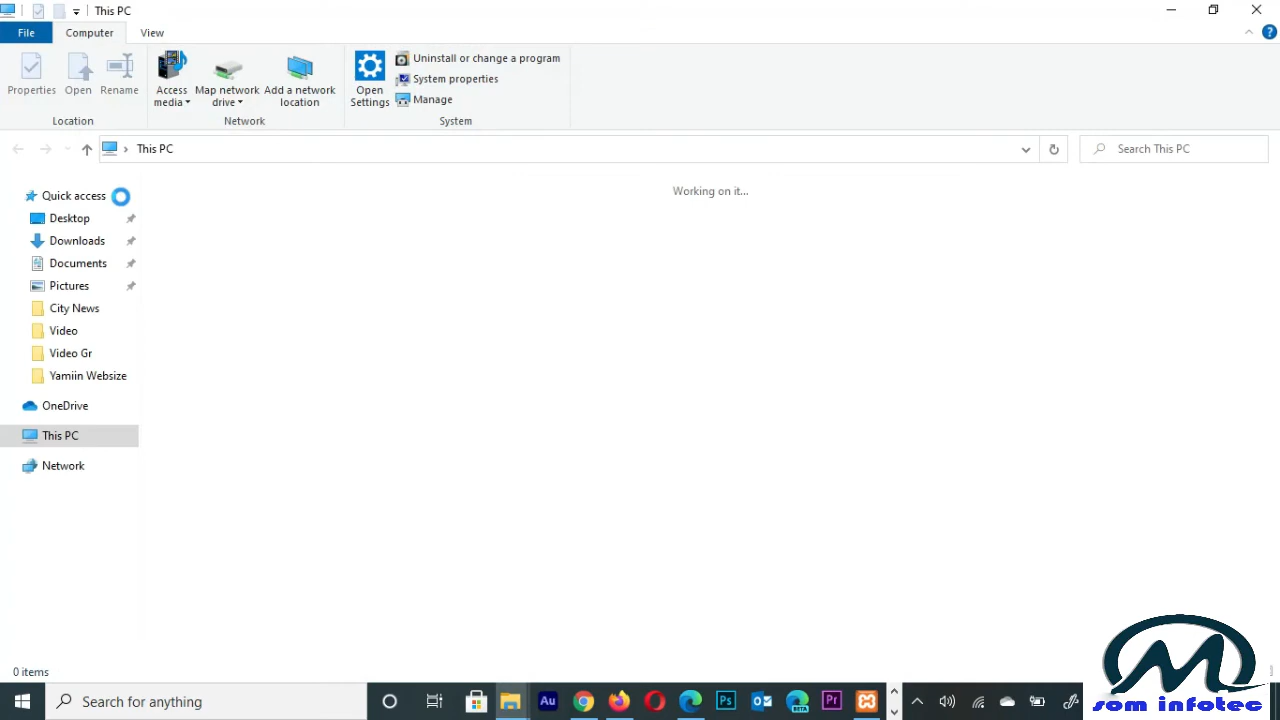 This PC
File Computer View
Properties Open Rename
Access media
Map network drive
Add a network location
Open Settings
Uninstall or change a program
System properties
Manage
Location Network System
This PC
Search This PC
Working on it...
Quick access
Desktop
Downloads
Documents
Pictures
City News
Video
Video Gr
Yamiin Websize
OneDrive
This PC
Network
0 items
Search for anything
Au
Ps
BETA
Pr
som infotec